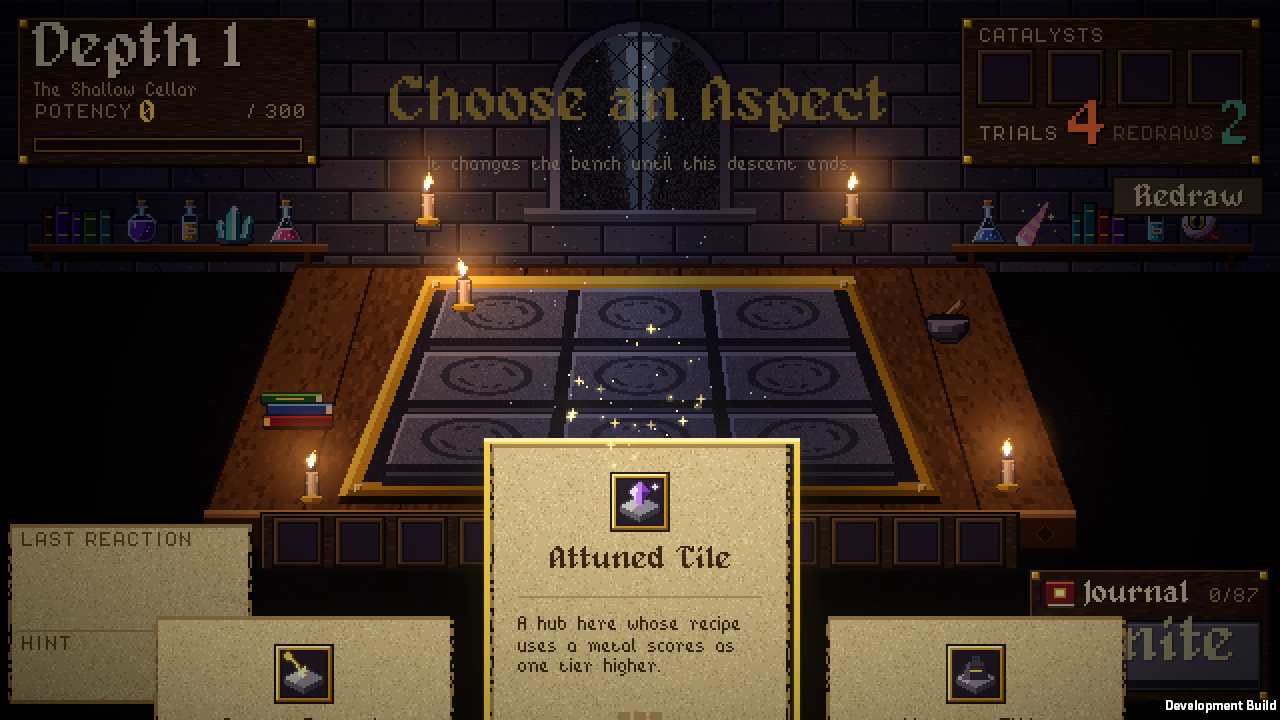 Depth 1
The Shallow Cellar
POTENCY 0 / 300
Choose an Aspect
It changes the bench until this descent ends.
CATALYSTS
TRIALS 4 REDRAWS 2
Redraw
LAST REACTION
HINT
Attuned Tile
A hub here whose recipe
uses a metal scores as
one tier higher.
Journal 0/87
nite
Development Build